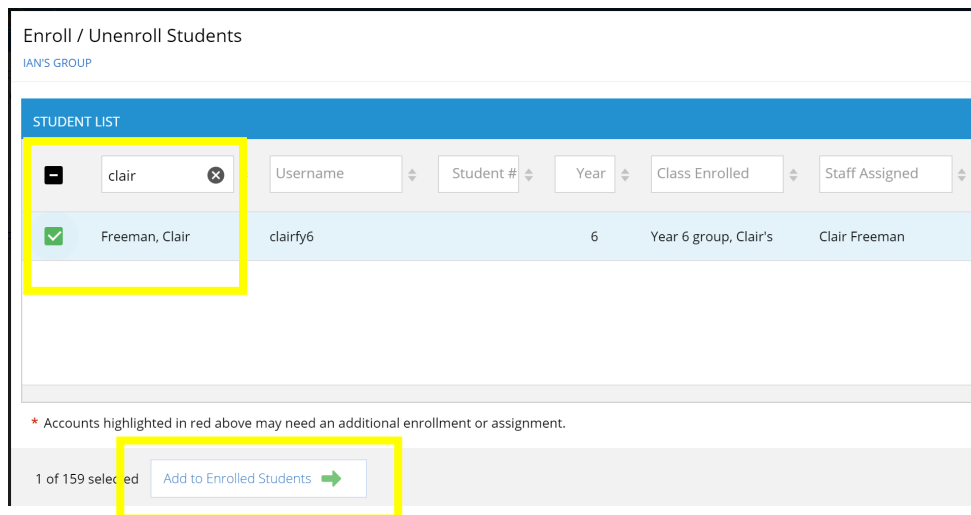 Enroll / Unenroll Students
IAN'S GROUP
STUDENT LIST
clair Username Student # Year Class Enrolled Staff Assigned
Freeman, Clair clairfy6 6 Year 6 group, Clair's Clair Freeman
* Accounts highlighted in red above may need an additional enrollment or assignment.
1 of 159 selected Add to Enrolled Students